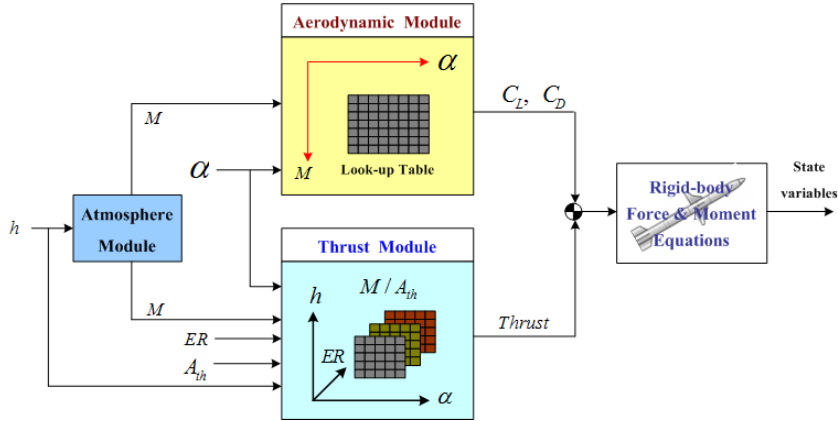 Aerodynamic Module
α
M
Look-up Table
M
α
C_L, C_D
h
Atmosphere
Module
M
ER
A_th
Thrust Module
h
M / A_th
ER
α
Thrust
Rigid-body
Force & Moment
Equations
State
variables